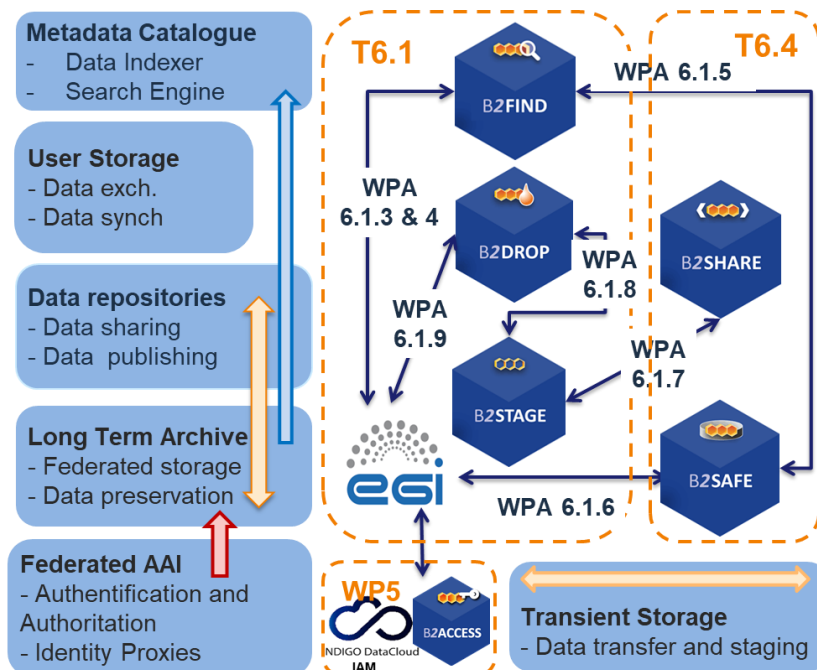 Metadata Catalogue
- Data Indexer
- Search Engine
User Storage
- Data exch.
- Data synch
Data repositories
- Data sharing
- Data publishing
Long Term Archive
- Federated storage
- Data preservation
Federated AAI
- Authentification and
Authoritation
- Identity Proxies
T6.1
T6.4
B2FIND
WPA 6.1.5
WPA
6.1.3 & 4
B2DROP
B2SHARE
WPA
6.1.8
WPA
6.1.9
WPA
6.1.7
B2STAGE
egi
B2SAFE
WPA 6.1.6
WP5
NDIGO DataCloud
IAM
B2ACCESS
Transient Storage
- Data transfer and staging